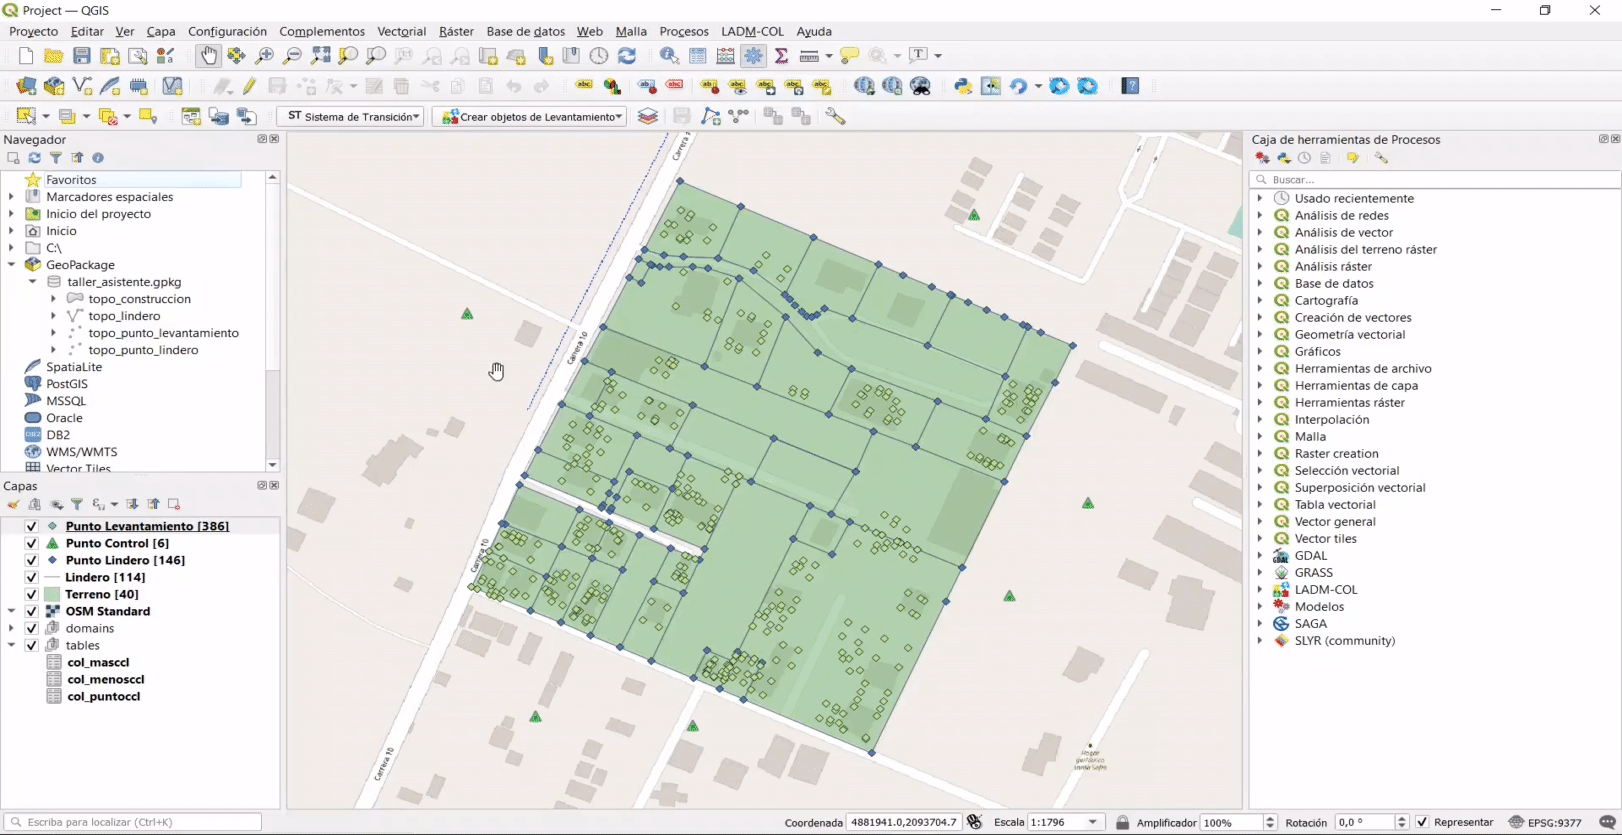 Project — QGIS
Proyecto Editar Ver Capa Configuración Complementos Vectorial Ráster Base de datos Web Malla Procesos LADM-COL Ayuda
ST Sistema de Transición Crear objetos de Levantamiento
Navegador
Favoritos
Marcadores espaciales
Inicio del proyecto
Inicio
C:\
GeoPackage
taller_asistente.gpkg
topo_construccion
topo_lindero
topo_punto_levantamiento
topo_punto_lindero
SpatiaLite
PostGIS
MSSQL
Oracle
DB2
WMS/WMTS
Vector Tiles
Capas
Punto Levantamiento [386]
Punto Control [6]
Punto Lindero [146]
Lindero [114]
Terreno [40]
OSM Standard
domains
tables
col_masccl
col_menosccl
col_puntoccl
Carrera
Carrera 10
Carrera 10
Carrera 10
Caja de herramientas de Procesos
Buscar...
Usado recientemente
Análisis de redes
Análisis de vector
Análisis del terreno ráster
Análisis ráster
Base de datos
Cartografía
Creación de vectores
Geometría vectorial
Gráficos
Herramientas de archivo
Herramientas de capa
Herramientas ráster
Interpolación
Malla
Raster creation
Selección vectorial
Superposición vectorial
Tabla vectorial
Vector general
Vector tiles
GDAL
GRASS
LADM-COL
Modelos
SAGA
SLYR (community)
Escriba para localizar (Ctrl+K) Coordenada 4881941.0,2093704.7 Escala 1:1796 Amplificador 100% Rotación 0,0 ° Representar EPSG:9377